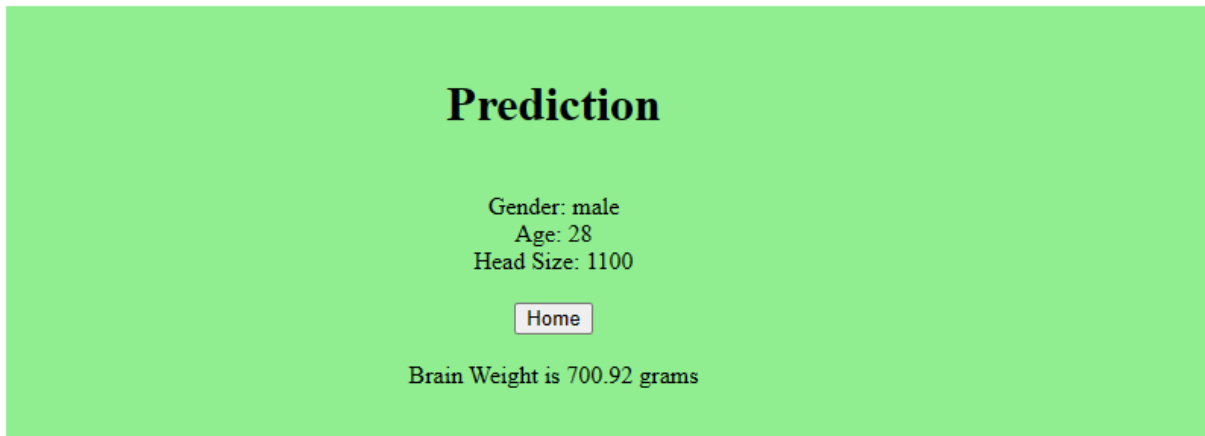 Prediction
Gender: male
Age: 28
Head Size: 1100
Home
Brain Weight is 700.92 grams